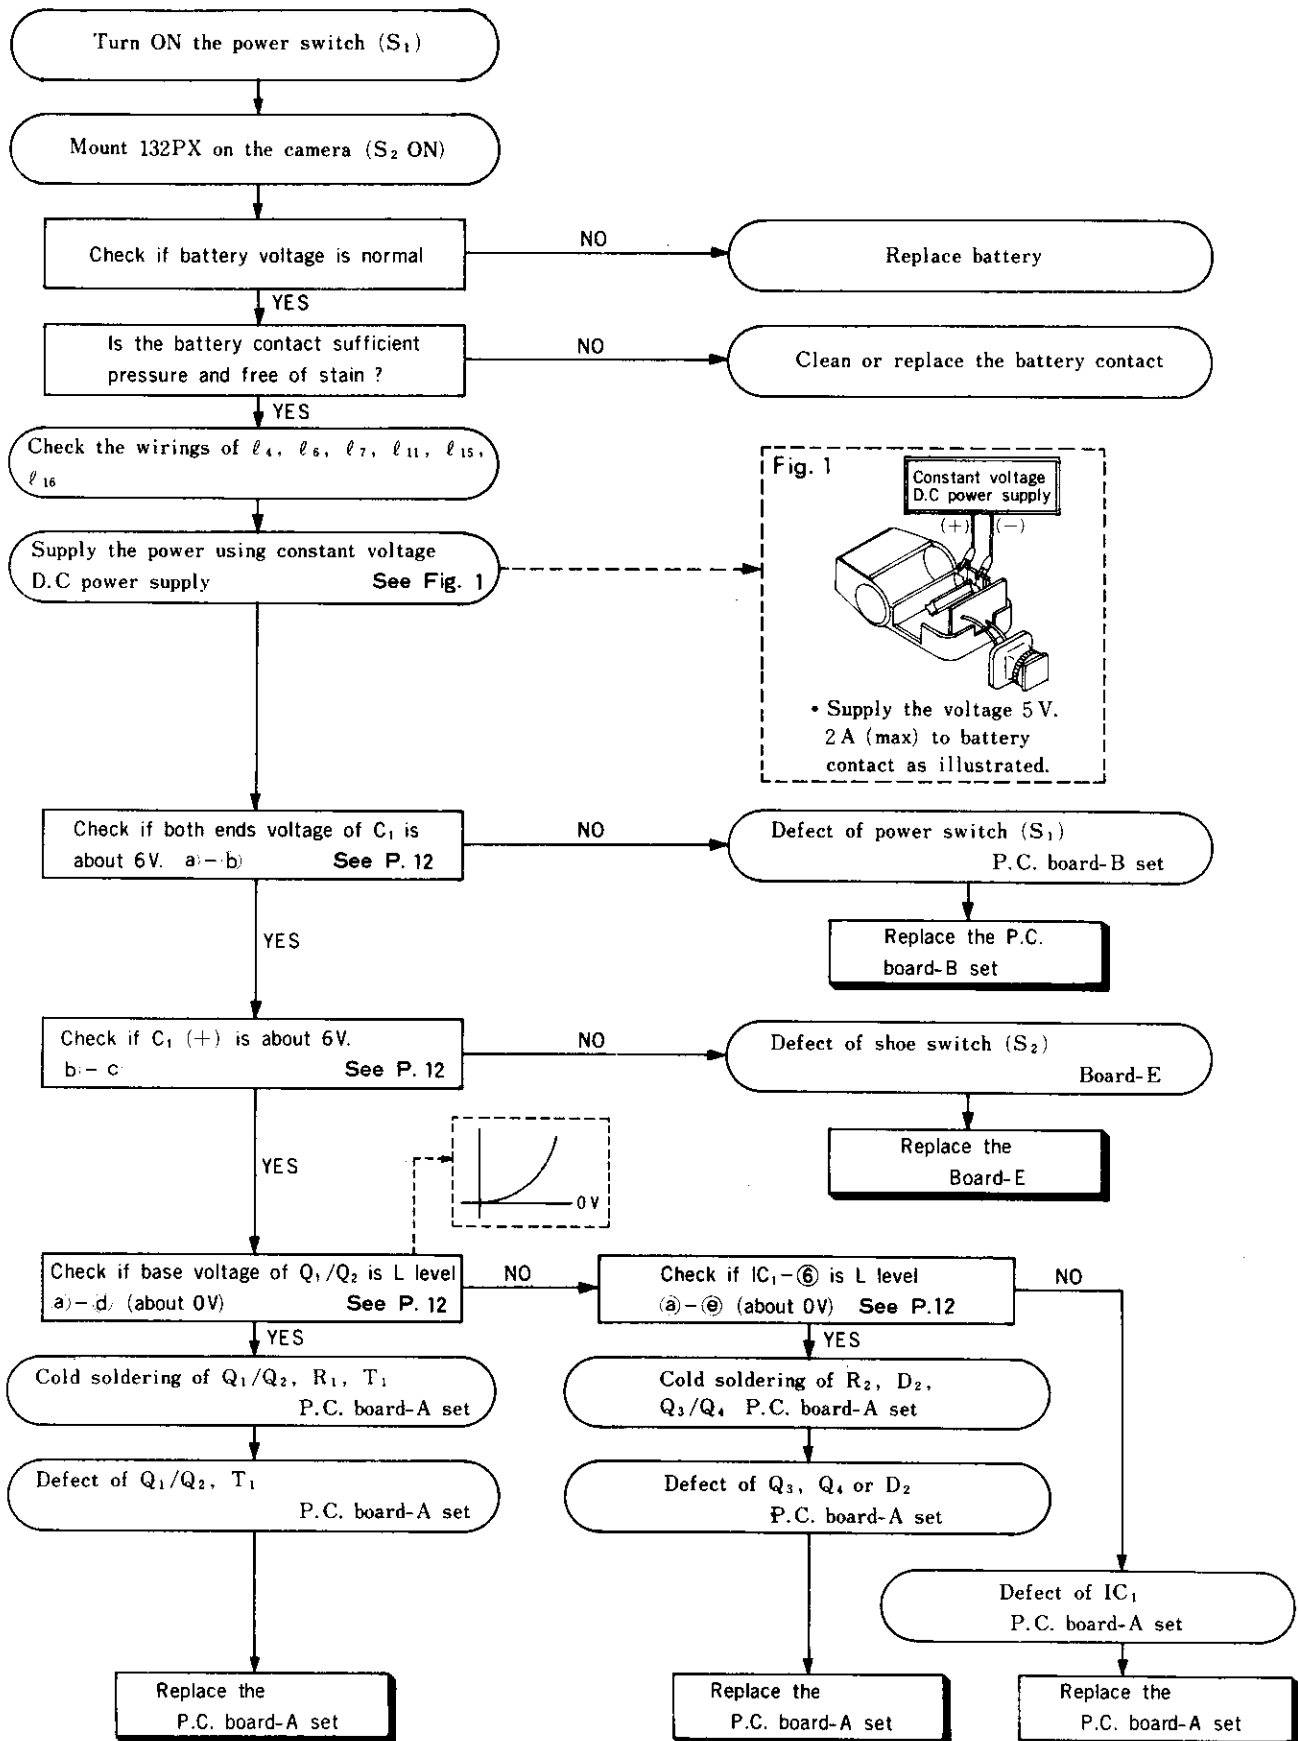 Turn ON the power switch (S₁)
Mount 132PX on the camera (S₂ ON)
Check if battery voltage is normal
NO
Replace battery
YES
Is the battery contact sufficient
pressure and free of stain ?
NO
Clean or replace the battery contact
YES
Check the wirings of ℓ₄, ℓ₆, ℓ₇, ℓ₁₁, ℓ₁₅,
ℓ₁₆
Supply the power using constant voltage
D.C power supply See Fig. 1
Fig. 1
Constant voltage
D.C power supply
(+) (−)
• Supply the voltage 5V.
2A (max) to battery
contact as illustrated.
Check if both ends voltage of C₁ is
about 6V. a)-b) See P. 12
NO
Defect of power switch (S₁)
P.C. board-B set
Replace the P.C.
board-B set
YES
Check if C₁ (+) is about 6V.
b-c See P. 12
NO
Defect of shoe switch (S₂)
Board-E
Replace the
Board-E
YES
0V
Check if base voltage of Q₁/Q₂ is L level
a)-d) (about 0V) See P. 12
NO
Check if IC₁-⑥ is L level
ⓐ-ⓔ (about 0V) See P.12
NO
YES
Cold soldering of Q₁/Q₂, R₁, T₁
P.C. board-A set
Defect of Q₁/Q₂, T₁
P.C. board-A set
Replace the
P.C. board-A set
YES
Cold soldering of R₂, D₂,
Q₃/Q₄ P.C. board-A set
Defect of Q₃, Q₄ or D₂
P.C. board-A set
Replace the
P.C. board-A set
Defect of IC₁
P.C. board-A set
Replace the
P.C. board-A set